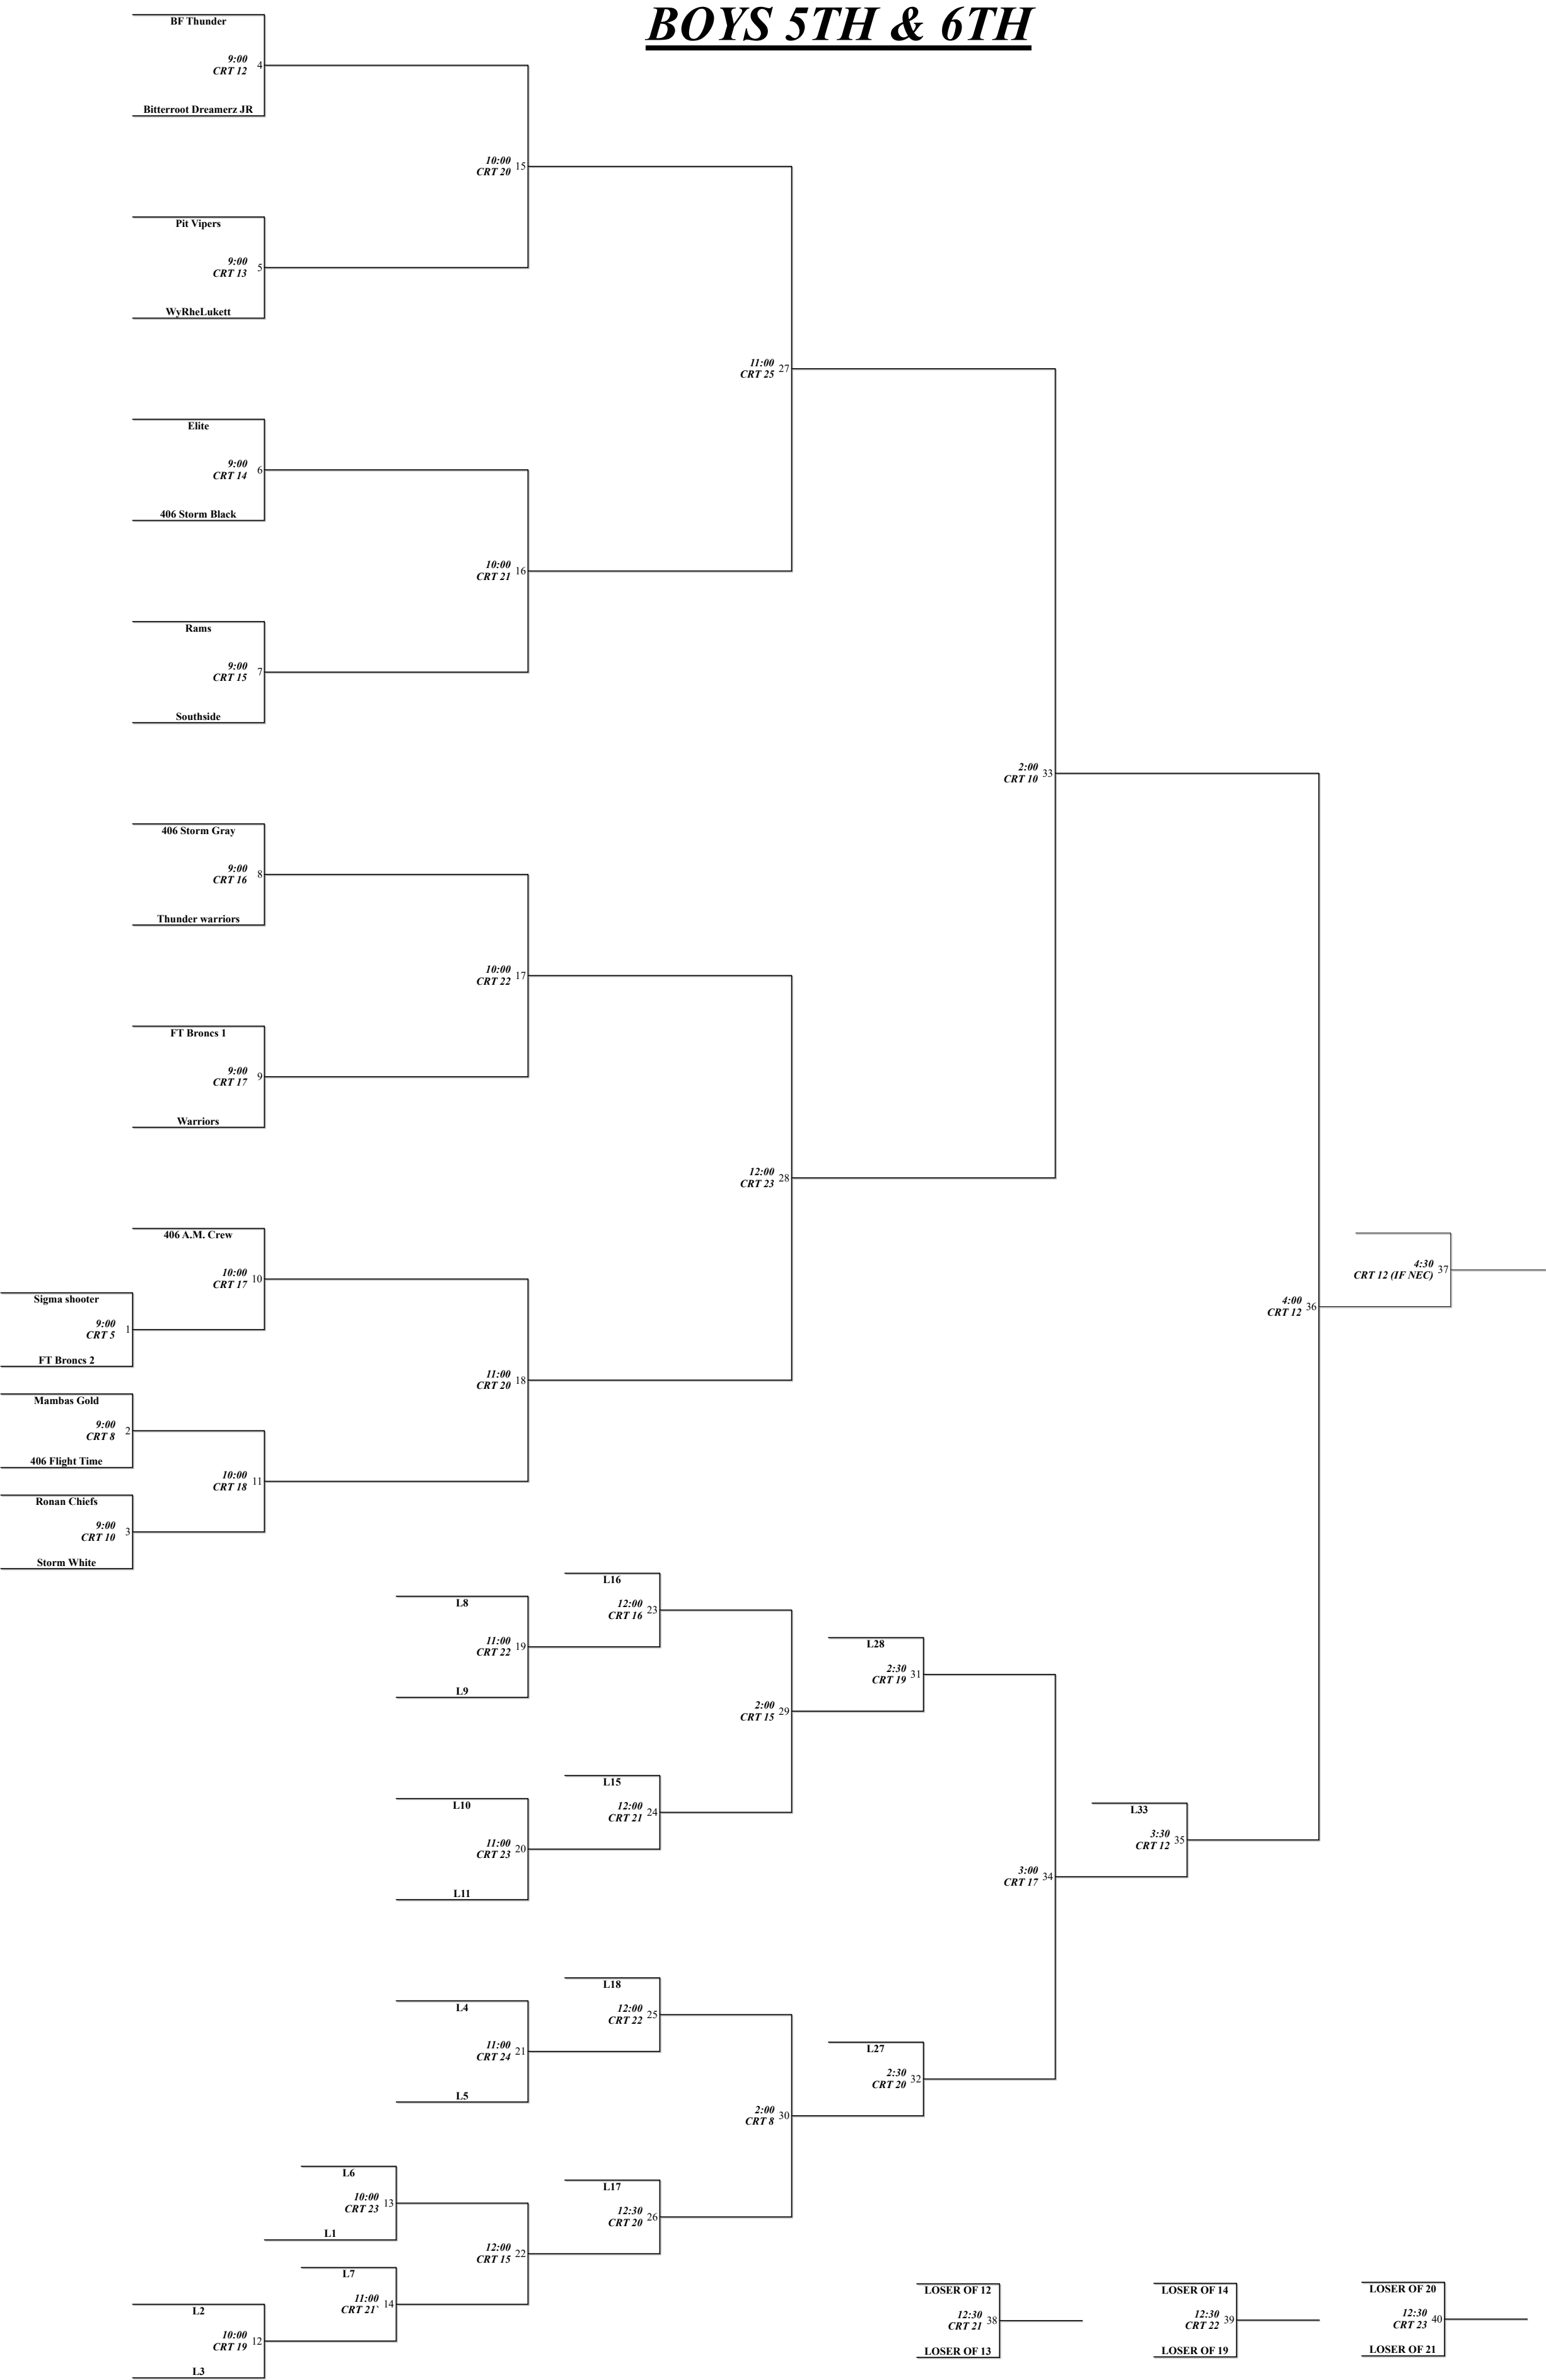 BOYS 5TH & 6TH
BF Thunder
9:00
CRT 12
4
Bitterroot Dreamerz JR
10:00
CRT 20
15
Pit Vipers
9:00
CRT 13
5
WyRheLukett
11:00
CRT 25
27
Elite
9:00
CRT 14
6
406 Storm Black
10:00
CRT 21
16
Rams
9:00
CRT 15
7
Southside
2:00
CRT 10
33
406 Storm Gray
9:00
CRT 16
8
Thunder warriors
10:00
CRT 22
17
FT Broncs 1
9:00
CRT 17
9
Warriors
12:00
CRT 23
28
406 A.M. Crew
10:00
CRT 17
10
Sigma shooter
9:00
CRT 5
1
FT Broncs 2
4:30
CRT 12 (IF NEC)
37
4:00
CRT 12
36
11:00
CRT 20
18
Mambas Gold
9:00
CRT 8
2
406 Flight Time
10:00
CRT 18
11
Ronan Chiefs
9:00
CRT 10
3
Storm White
L16
12:00
CRT 16
23
L8
11:00
CRT 22
19
L9
L28
2:30
CRT 19
31
2:00
CRT 15
29
L15
12:00
CRT 21
24
L10
11:00
CRT 23
20
L11
L33
3:30
CRT 12
35
3:00
CRT 17
34
L18
12:00
CRT 22
25
L4
11:00
CRT 24
21
L5
L27
2:30
CRT 20
32
2:00
CRT 8
30
L6
10:00
CRT 23
13
L1
L17
12:30
CRT 20
26
12:00
CRT 15
22
L7
11:00
CRT 21`
14
L2
10:00
CRT 19
12
L3
LOSER OF 12
12:30
CRT 21
38
LOSER OF 13
LOSER OF 14
12:30
CRT 22
39
LOSER OF 19
LOSER OF 20
12:30
CRT 23
40
LOSER OF 21